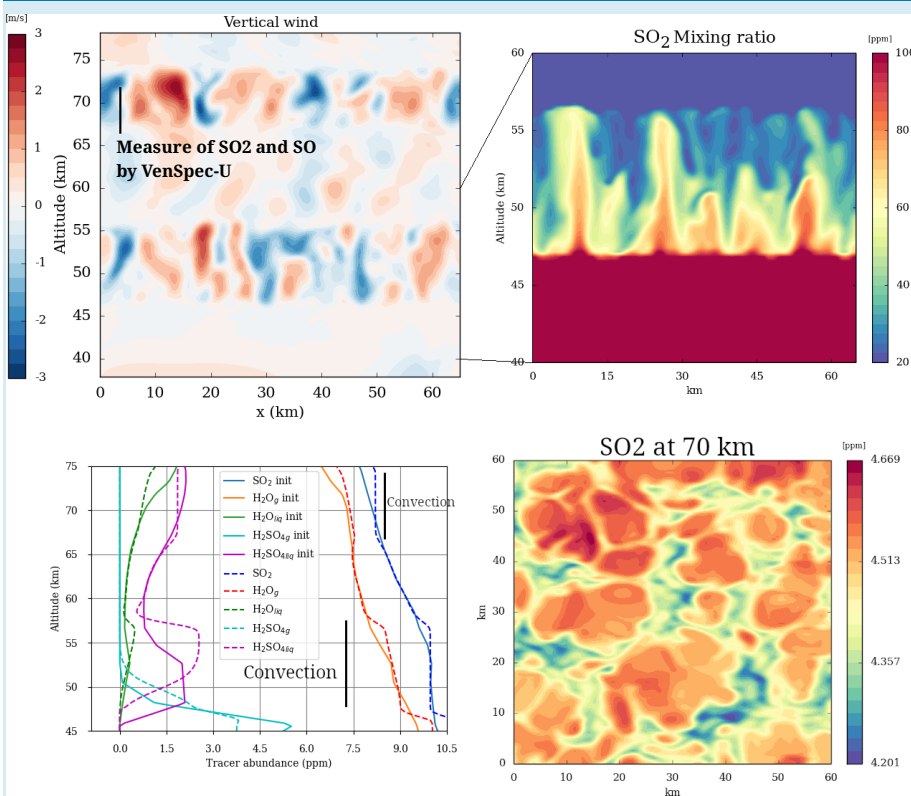 [m/s]
Vertical wind
3
2
1
0
-1
-2
-3
Altitude (km)
75
70
65
60
55
50
45
40
Measure of SO2 and SO
by VenSpec-U
0 10 20 30 40 50 60
x (km)
SO2 Mixing ratio
[ppm]
Altitude (km)
60
55
50
45
40
0 15 30 45 60
km
100
90
80
70
60
50
40
30
20
Altitude (km)
75
70
65
60
55
50
45
SO2 init
H2Og init
H2Oliq init
H2SO4g init
H2SO4liq init
SO2
H2Og
H2Oliq
H2SO4g
H2SO4liq
Convection
Convection
0.0 1.5 3.0 4.5 6.0 7.5 9.0 10.5
Tracer abundance (ppm)
SO2 at 70 km
[ppm]
km
60
50
40
30
20
10
0
0 10 20 30 40 50 60
km
4.669
4.513
4.357
4.201